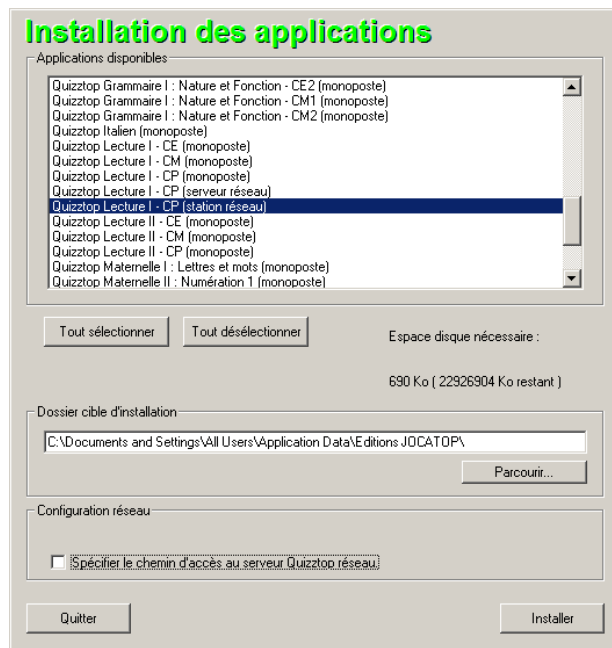 Installation des applications
Applications disponibles
Quizztop Grammaire I : Nature et Fonction - CE2 (monoposte)
Quizztop Grammaire I : Nature et Fonction - CM1 (monoposte)
Quizztop Grammaire I : Nature et Fonction - CM2 (monoposte)
Quizztop Italien (monoposte)
Quizztop Lecture I - CE (monoposte)
Quizztop Lecture I - CM (monoposte)
Quizztop Lecture I - CP (monoposte)
Quizztop Lecture I - CP (serveur réseau)
Quizztop Lecture I - CP (station réseau)
Quizztop Lecture II - CE (monoposte)
Quizztop Lecture II - CM (monoposte)
Quizztop Lecture II - CP (monoposte)
Quizztop Maternelle I : Lettres et mots (monoposte)
Quizztop Maternelle II : Numération 1 (monoposte)
Tout sélectionner
Tout désélectionner
Espace disque nécessaire :
690 Ko ( 22926904 Ko restant )
Dossier cible d'installation
C:\Documents and Settings\All Users\Application Data\Editions JOCATOP\
Parcourir...
Configuration réseau
Spécifier le chemin d'accès au serveur Quizztop réseau.
Quitter
Installer